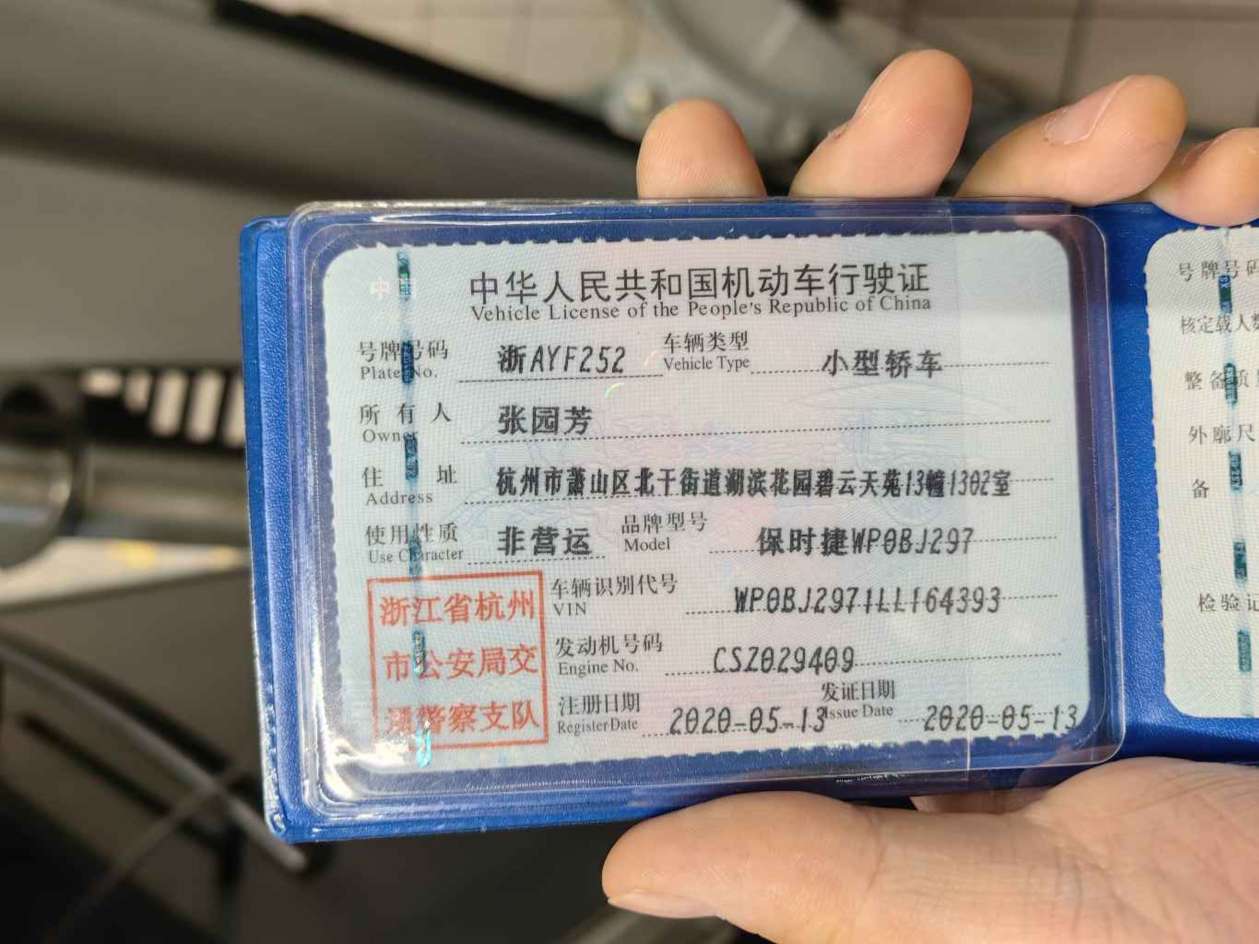 中华人民共和国机动车行驶证
Vehicle License of the People's Republic of China
号牌号码 浙AYF252 车辆类型 小型轿车
Plate No. Vehicle Type
所有人 张园芳
Owner
住址 杭州市萧山区北干街道湖滨花园碧云天苑13幢1302室
Address
使用性质 非营运 品牌型号 保时捷WP0BJ297
Use Character Model
浙江省杭州
市公安局交
通警察支队
车辆识别代号 WP0BJ2971LL164393
VIN
发动机号码 CSZ029409
Engine No.
注册日期 2020-05-13 发证日期 2020-05-13
Register Date Issue Date
号牌号码
核定载人
整备质
外廓尺
备
检验记